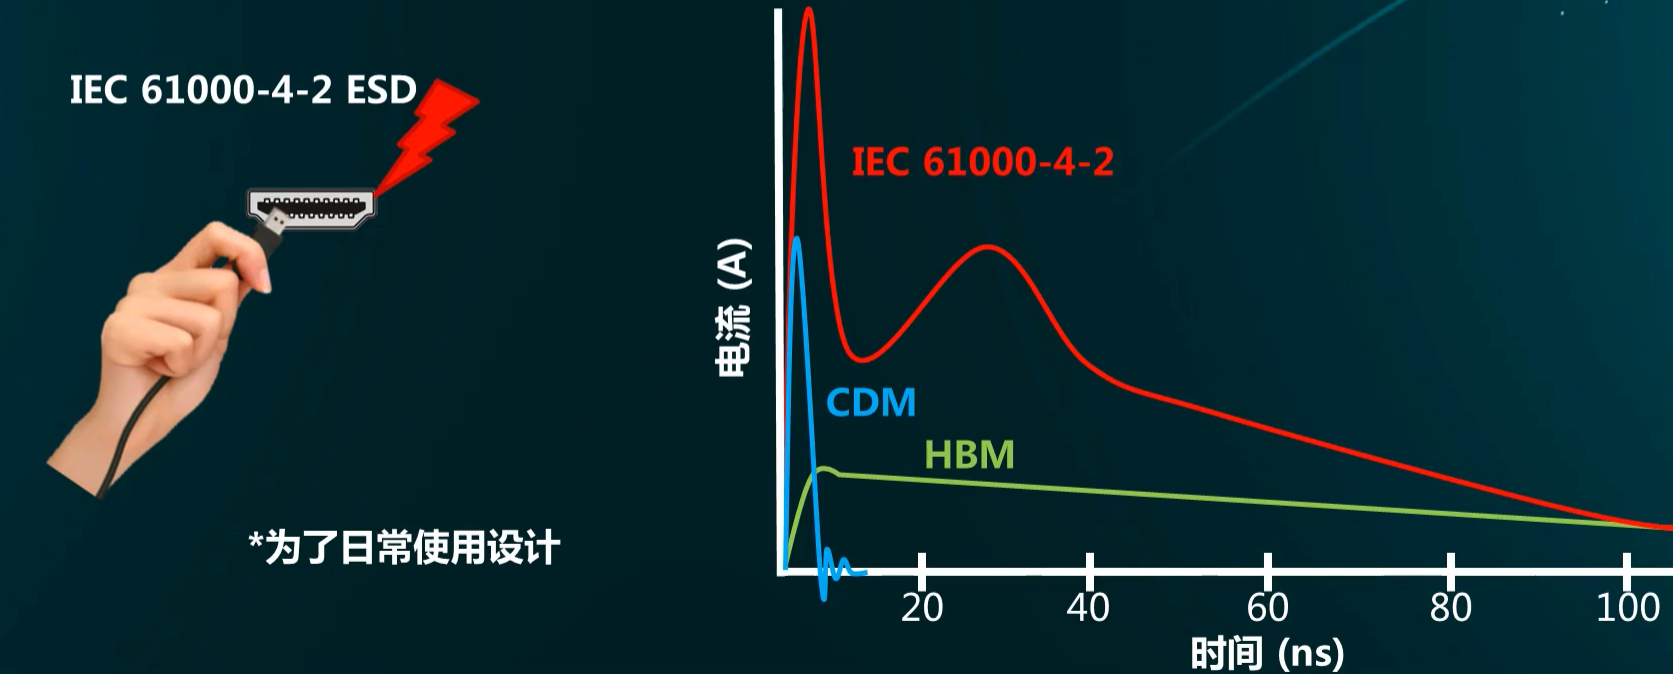 IEC 61000-4-2 ESD
*为了日常使用设计
电流 (A)
IEC 61000-4-2
CDM
HBM
20 40 60 80 100
时间 (ns)